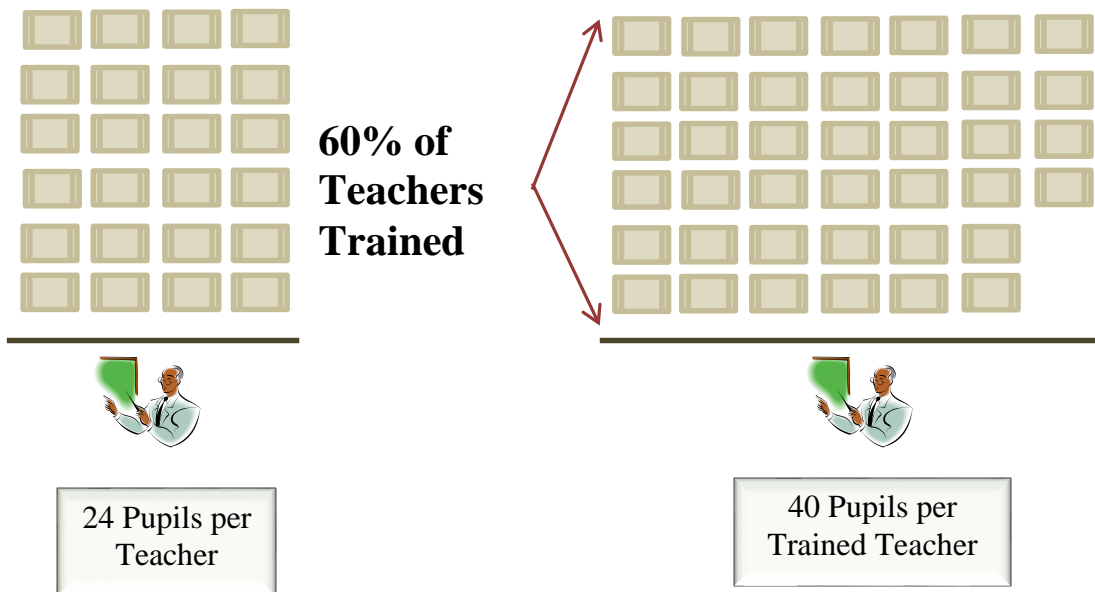 60% of
Teachers
Trained
24 Pupils per
Teacher
40 Pupils per
Trained Teacher